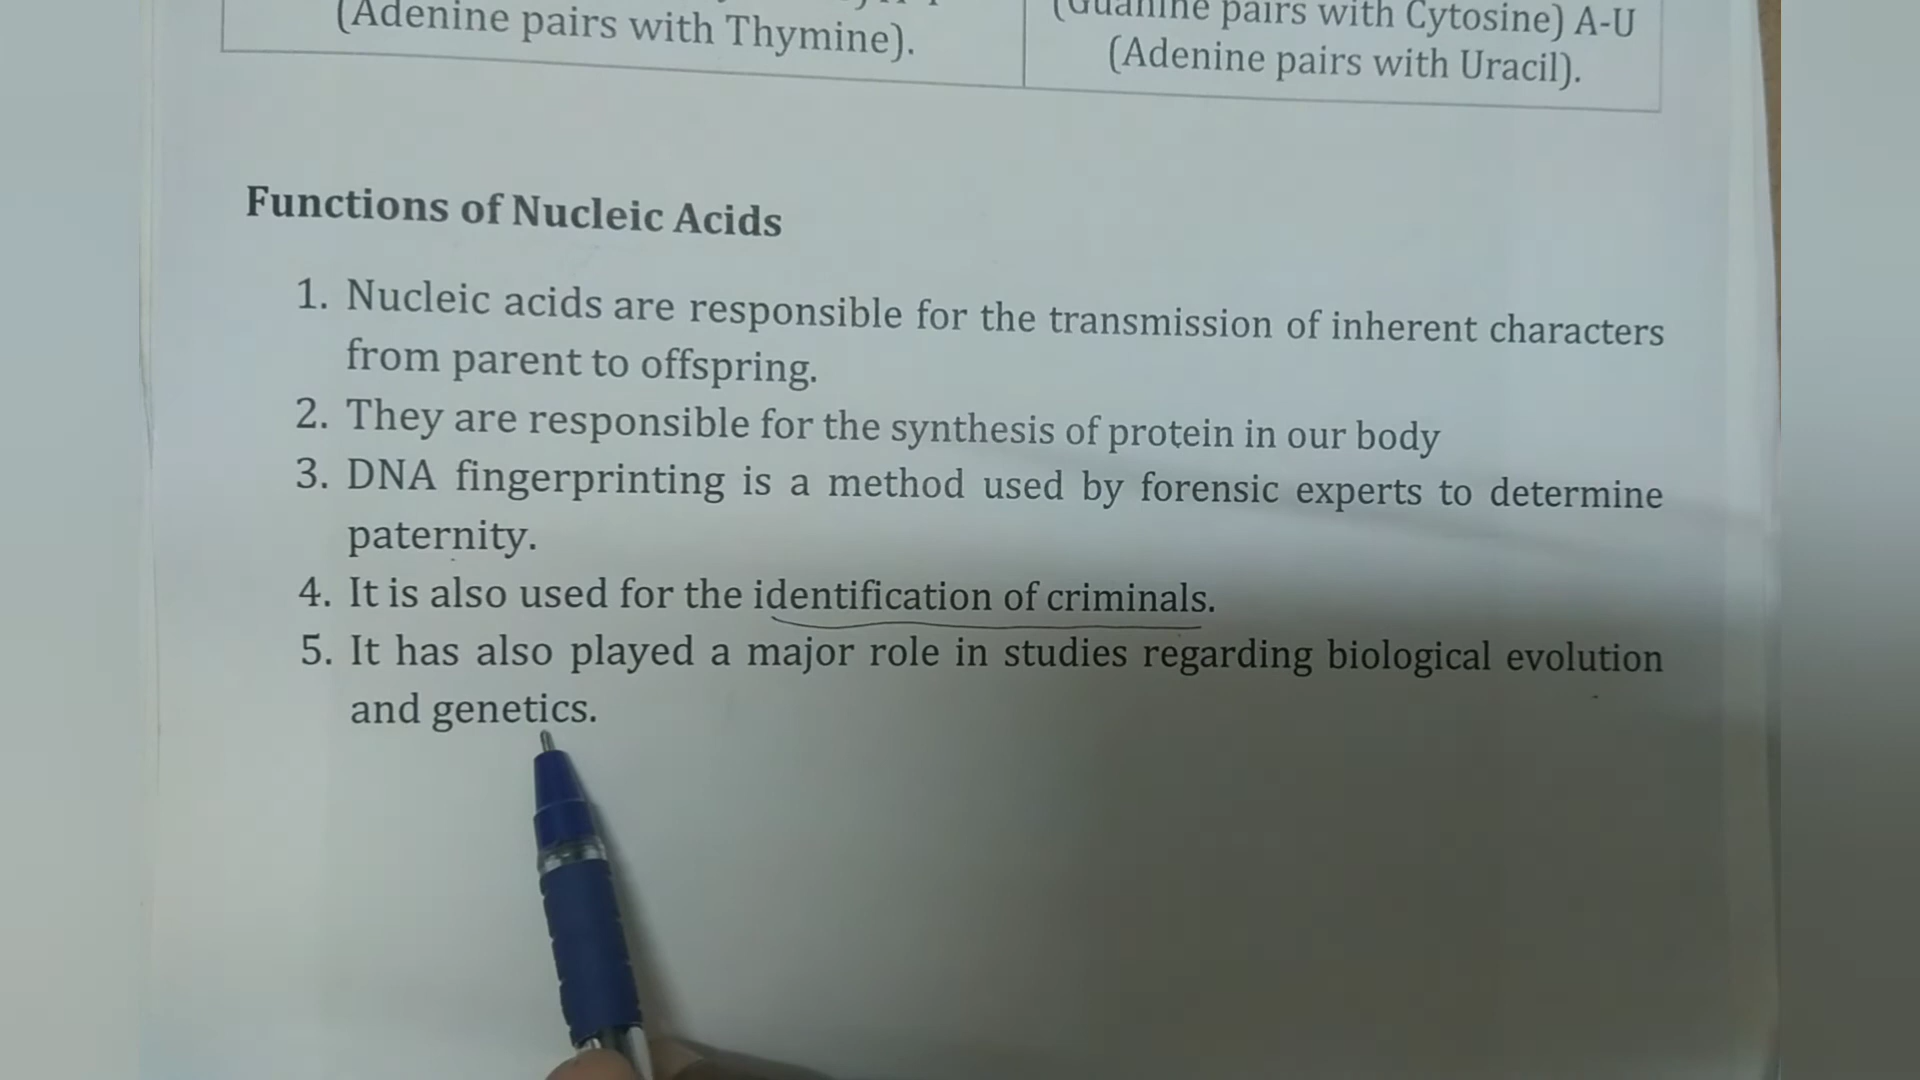 (Adenine pairs with Thymine).
(Guanine pairs with Cytosine) A-U
(Adenine pairs with Uracil).
Functions of Nucleic Acids
1. Nucleic acids are responsible for the transmission of inherent characters
from parent to offspring.
2. They are responsible for the synthesis of protein in our body
3. DNA fingerprinting is a method used by forensic experts to determine
paternity.
4. It is also used for the identification of criminals.
5. It has also played a major role in studies regarding biological evolution
and genetics.